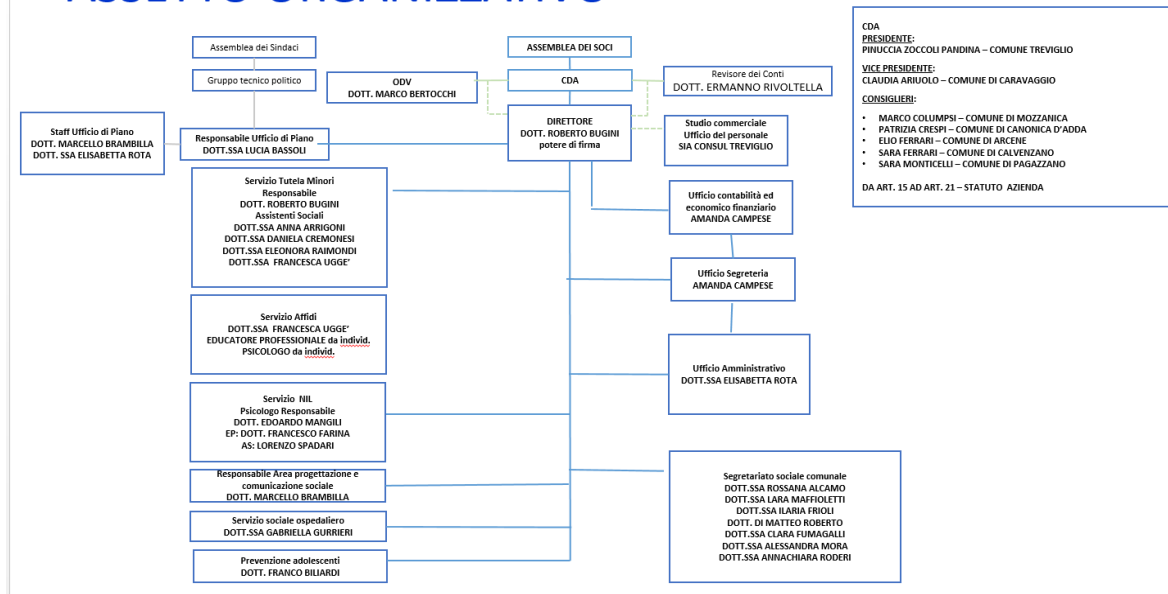 ASSETTO ORGANIZZATIVO
Assemblea dei Sindaci
Gruppo tecnico politico
ASSEMBLEA DEI SOCI
CDA
ODV
DOTT. MARCO BERTOCCHI
Revisore dei Conti
DOTT. ERMANNO RIVOLTELLA
DIRETTORE
DOTT. ROBERTO BUGINI
potere di firma
Studio commerciale
Ufficio del personale
SIA CONSUL TREVIGLIO
Staff Ufficio di Piano
DOTT. MARCELLO BRAMBILLA
DOTT. SSA ELISABETTA ROTA
Responsabile Ufficio di Piano
DOTT.SSA LUCIA BASSOLI
Servizio Tutela Minori
Responsabile
DOTT. ROBERTO BUGINI
Assistenti Sociali
DOTT.SSA ANNA ARRIGONI
DOTT.SSA DANIELA CREMONESI
DOTT.SSA ELEONORA RAIMONDI
DOTT.SSA FRANCESCA UGGE'
Servizio Affidi
DOTT.SSA FRANCESCA UGGE'
EDUCATORE PROFESSIONALE da individ.
PSICOLOGO da individ.
Servizio NIL
Psicologo Responsabile
DOTT. EDOARDO MANGILI
EP: DOTT. FRANCESCO FARINA
AS: LORENZO SPADARI
Responsabile Area progettazione e
comunicazione sociale
DOTT. MARCELLO BRAMBILLA
Servizio sociale ospedaliero
DOTT.SSA GABRIELLA GURRIERI
Prevenzione adolescenti
DOTT. FRANCO BILIARDI
Ufficio contabilità ed
economico finanziario
AMANDA CAMPESE
Ufficio Segreteria
AMANDA CAMPESE
Ufficio Amministrativo
DOTT.SSA ELISABETTA ROTA
Segretariato sociale comunale
DOTT.SSA ROSSANA ALCAMO
DOTT.SSA LARA MAFFIOLETTI
DOTT.SSA ILARIA FRIOLI
DOTT. DI MATTEO ROBERTO
DOTT.SSA CLARA FUMAGALLI
DOTT.SSA ALESSANDRA MORA
DOTT.SSA ANNACHIARA RODERI
CDA
PRESIDENTE:
PINUCCIA ZOCCOLI PANDINA – COMUNE TREVIGLIO
VICE PRESIDENTE:
CLAUDIA ARIUOLO – COMUNE DI CARAVAGGIO
CONSIGLIERI:
• MARCO COLUMPSI – COMUNE DI MOZZANICA
• PATRIZIA CRESPI – COMUNE DI CANONICA D'ADDA
• ELIO FERRARI – COMUNE DI ARCENE
• SARA FERRARI – COMUNE DI CALVENZANO
• SARA MONTICELLI – COMUNE DI PAGAZZANO
DA ART. 15 AD ART. 21 – STATUTO AZIENDA